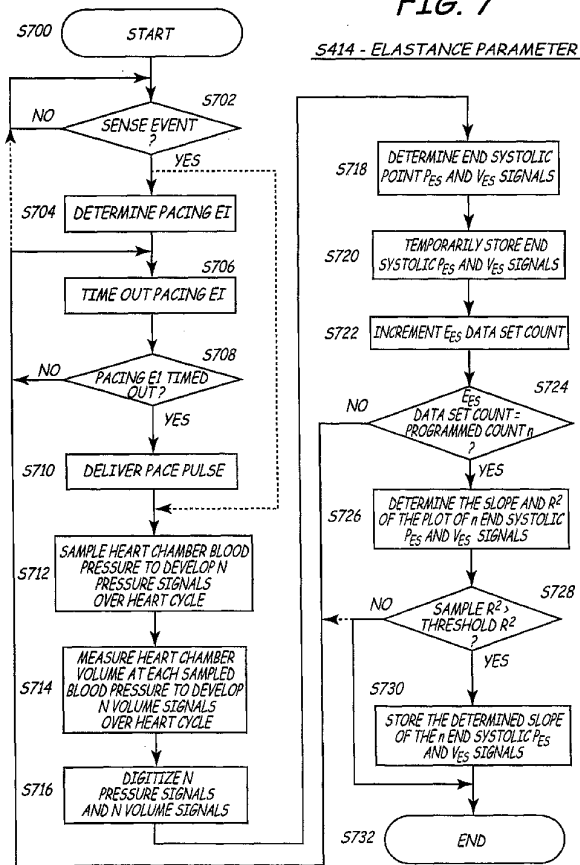 FIG. 7
S414 - ELASTANCE PARAMETER
S700
START
S702
SENSE EVENT
?
NO
YES
S704
DETERMINE PACING EI
S706
TIME OUT PACING EI
S708
PACING EI TIMED
OUT ?
NO
YES
S710
DELIVER PACE PULSE
S712
SAMPLE HEART CHAMBER BLOOD
PRESSURE TO DEVELOP N
PRESSURE SIGNALS
OVER HEART CYCLE
S714
MEASURE HEART CHAMBER
VOLUME AT EACH SAMPLED
BLOOD PRESSURE TO DEVELOP
N VOLUME SIGNALS
OVER HEART CYCLE
S716
DIGITIZE N
PRESSURE SIGNALS
AND N VOLUME SIGNALS
S718
DETERMINE END SYSTOLIC
POINT PES AND VES SIGNALS
S720
TEMPORARILY STORE END
SYSTOLIC PES AND VES SIGNALS
S722
INCREMENT EES DATA SET COUNT
S724
EES
DATA SET COUNT =
PROGRAMMED COUNT n
?
NO
YES
S726
DETERMINE THE SLOPE AND R²
OF THE PLOT OF n END SYSTOLIC
PES AND VES SIGNALS
S728
SAMPLE R² >
THRESHOLD R²
?
NO
YES
S730
STORE THE DETERMINED SLOPE
OF THE n END SYSTOLIC PES
AND VES SIGNALS
S732
END